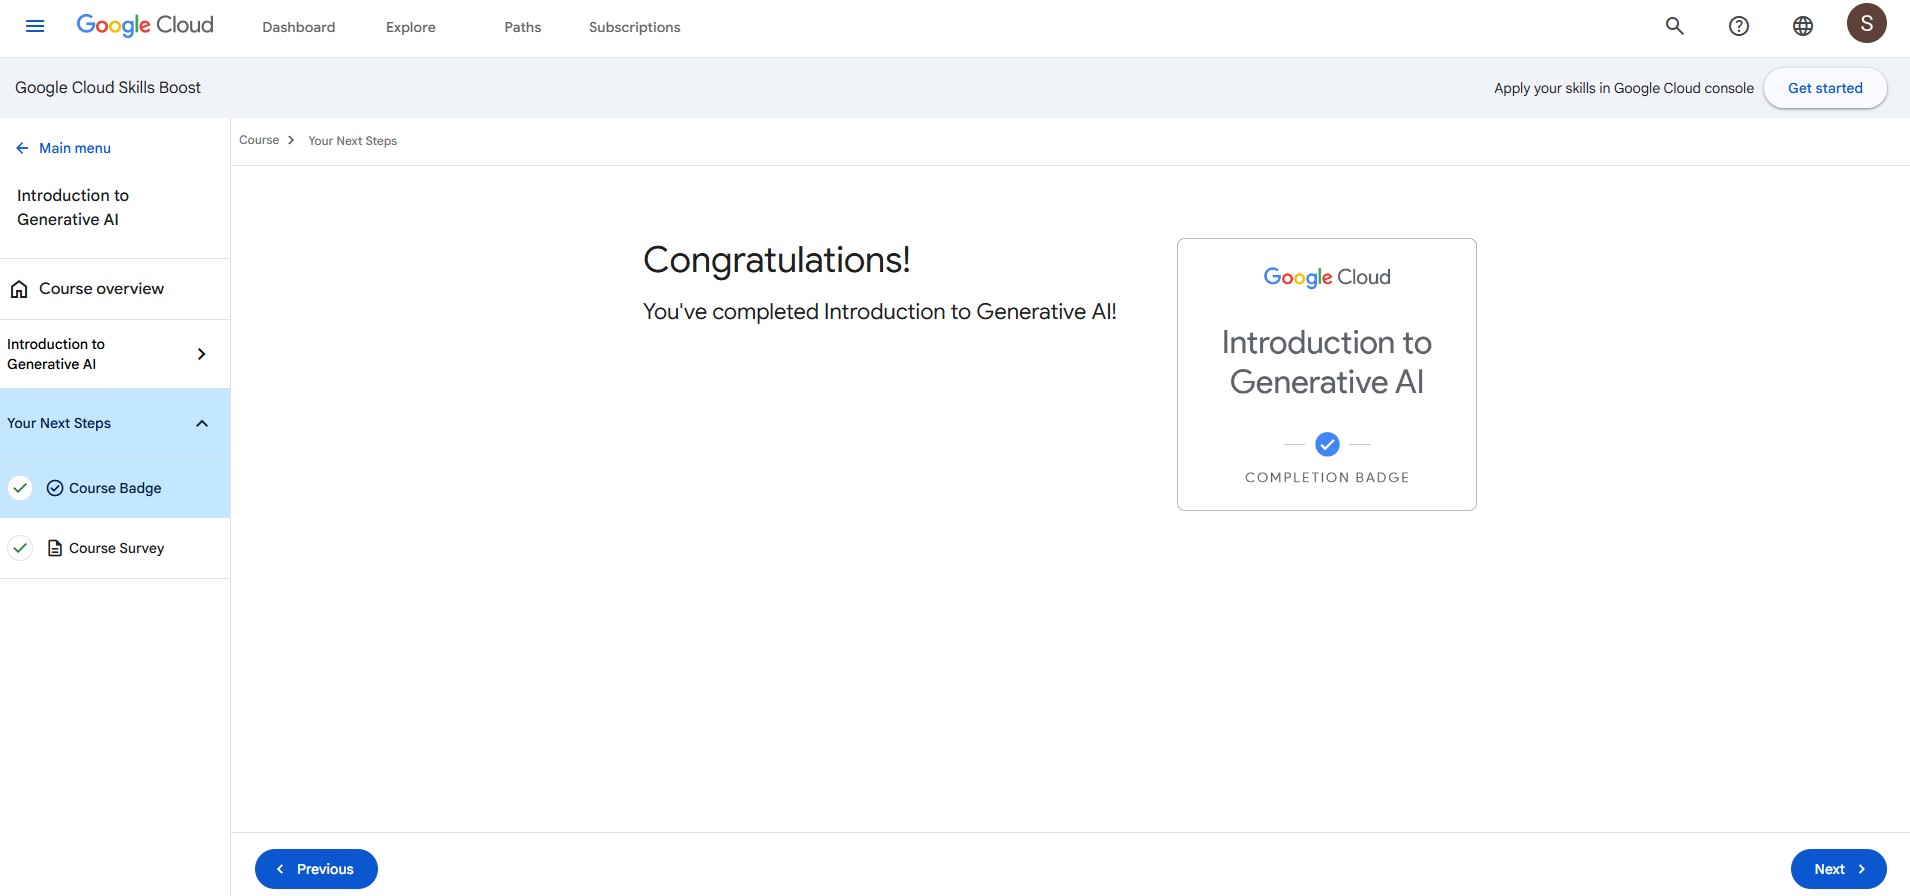 Google Cloud
Dashboard
Explore
Paths
Subscriptions
S
Google Cloud Skills Boost
Apply your skills in Google Cloud console
Get started
Main menu
Introduction to
Generative AI
Course overview
Introduction to
Generative AI
Your Next Steps
Course Badge
Course Survey
Course
Your Next Steps
Congratulations!
You've completed Introduction to Generative AI!
Google Cloud
Introduction to
Generative AI
COMPLETION BADGE
Previous
Next